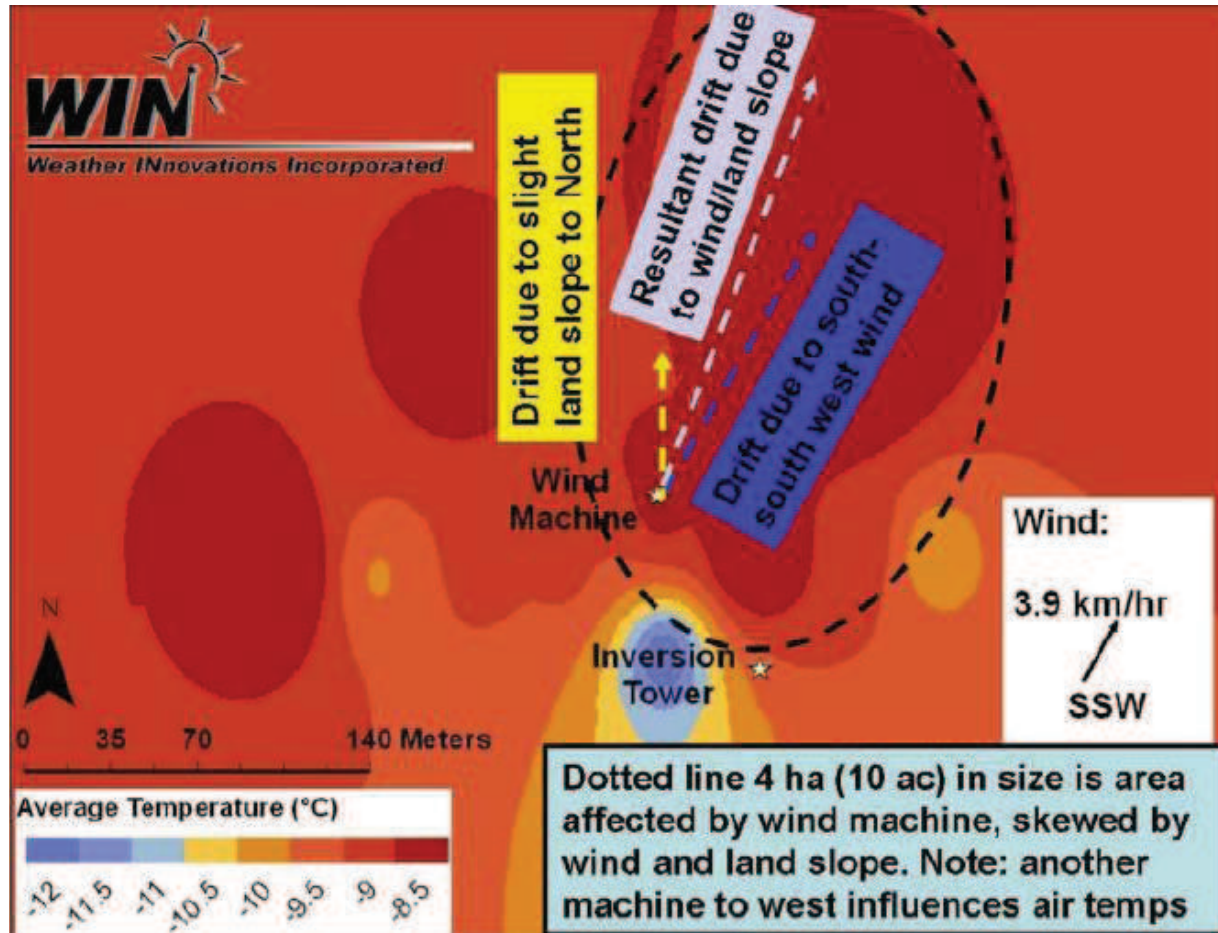 WIN
Weather INnovations Incorporated
Drift due to slight
land slope to North
Resultant drift due
to wind/land slope
Drift due to south-
south west wind
Wind
Machine
Inversion
Tower
Wind:
3.9 km/hr
SSW
N
0 35 70 140 Meters
Average Temperature (°C)
-12 -11.5 -11 -10.5 -10 -9.5 -9 -8.5
Dotted line 4 ha (10 ac) in size is area
affected by wind machine, skewed by
wind and land slope. Note: another
machine to west influences air temps